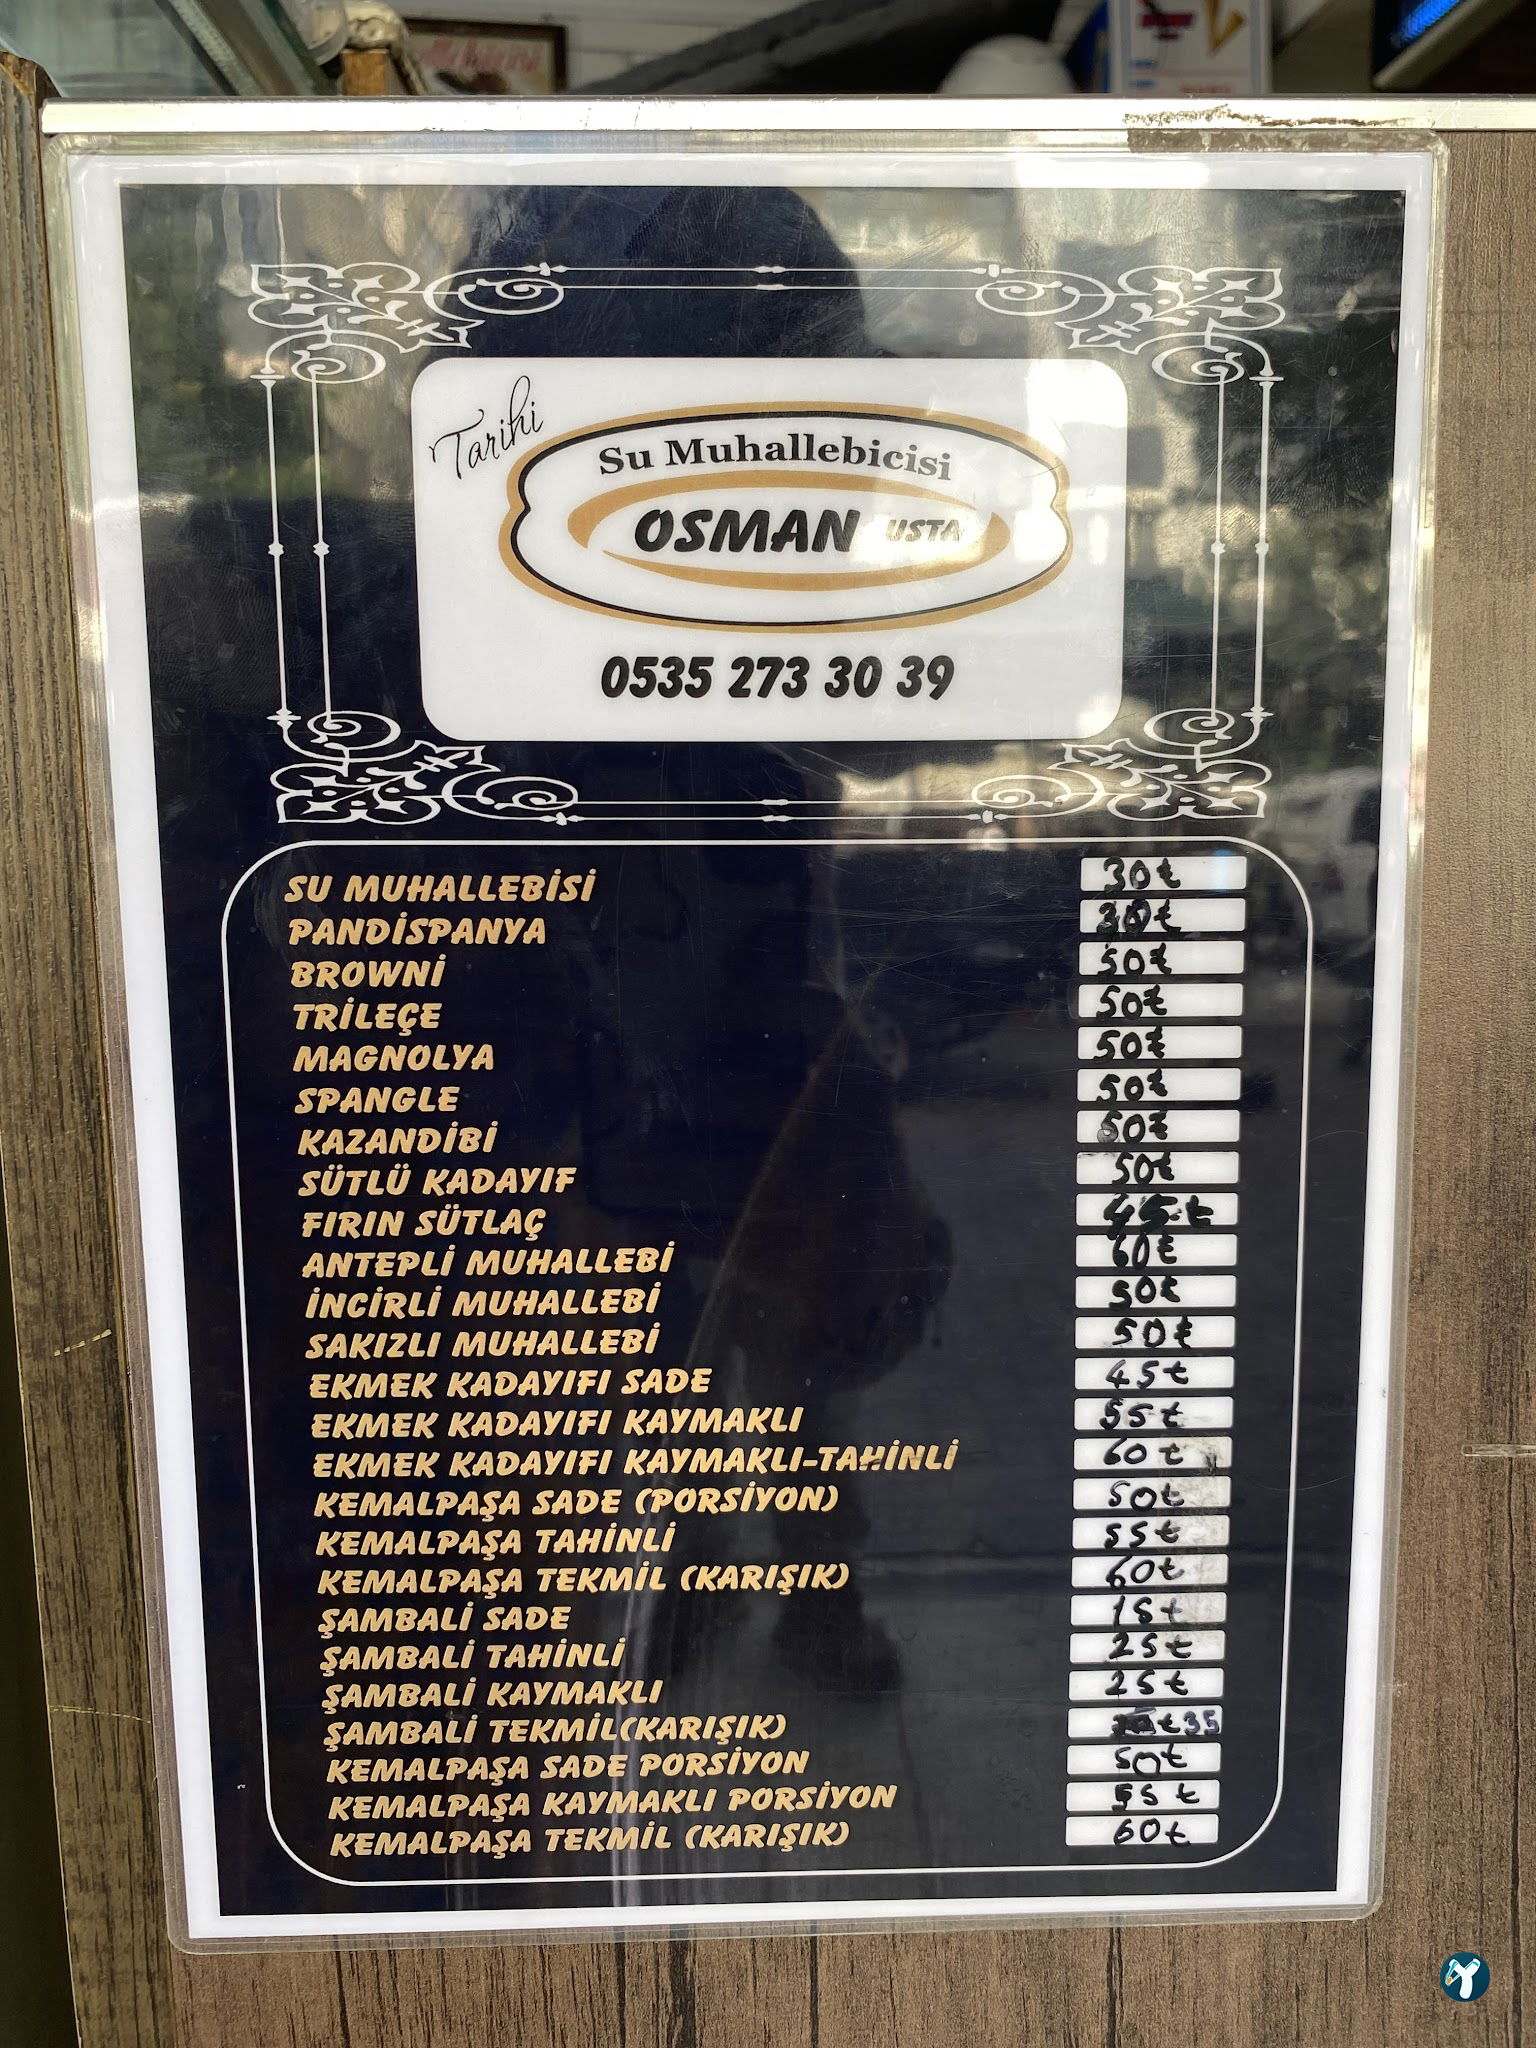 Tarihi
Su Muhallebicisi
OSMAN USTA
0535 273 30 39
SU MUHALLEBİSİ 30₺
PANDİSPANYA 30₺
BROWNİ 50₺
TRİLEÇE 50₺
MAGNOLYA 50₺
SPANGLE 50₺
KAZANDİBİ 50₺
SÜTLÜ KADAYIF 50₺
FIRIN SÜTLAÇ 45₺
ANTEPLİ MUHALLEBİ 60₺
İNCİRLİ MUHALLEBİ 50₺
SAKIZLI MUHALLEBİ 50₺
EKMEK KADAYIFI SADE 45₺
EKMEK KADAYIFI KAYMAKLI 55₺
EKMEK KADAYIFI KAYMAKLI-TAHİNLİ 60₺
KEMALPAŞA SADE (PORSİYON) 50₺
KEMALPAŞA TAHİNLİ 55₺
KEMALPAŞA TEKMİL (KARIŞIK) 60₺
ŞAMBALİ SADE 15₺
ŞAMBALİ TAHİNLİ 25₺
ŞAMBALİ KAYMAKLI 25₺
ŞAMBALİ TEKMİL(KARIŞIK) ₺35
KEMALPAŞA SADE PORSİYON 50₺
KEMALPAŞA KAYMAKLI PORSİYON 55₺
KEMALPAŞA TEKMİL (KARIŞIK) 60₺